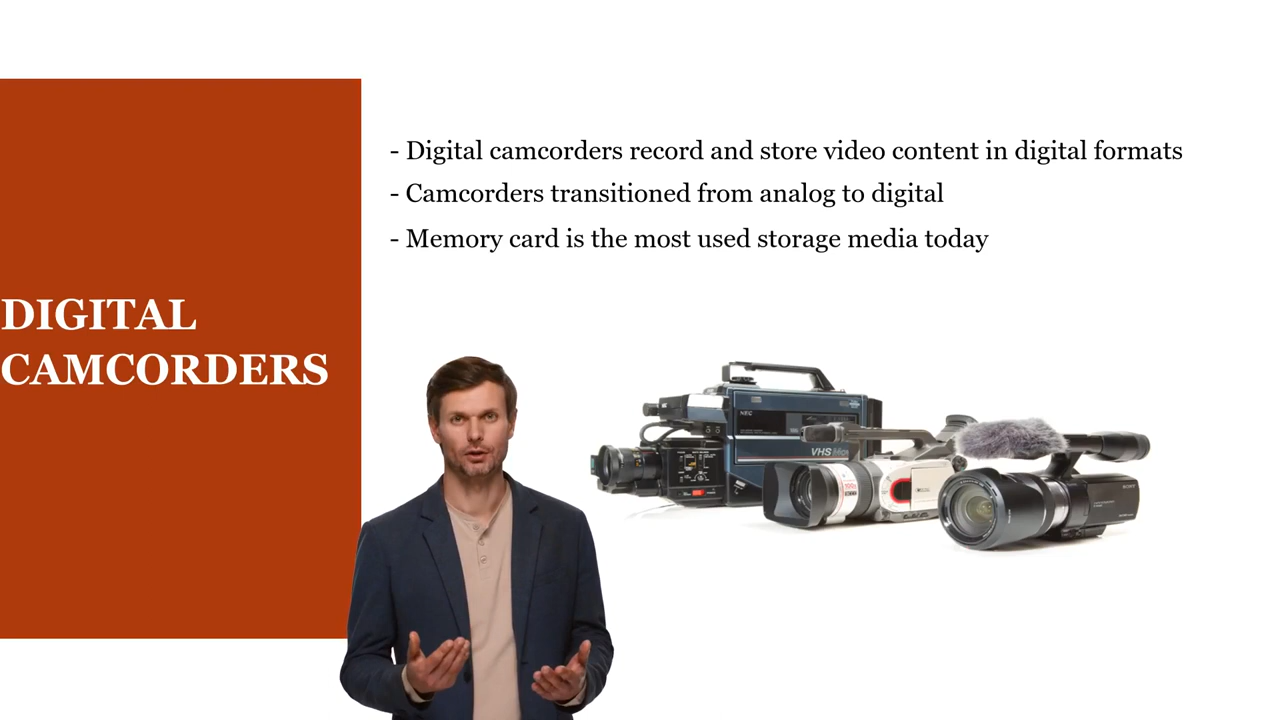 - Digital camcorders record and store video content in digital formats
- Camcorders transitioned from analog to digital
- Memory card is the most used storage media today
DIGITAL
CAMCORDERS
NEC
VHS
100x
SONY